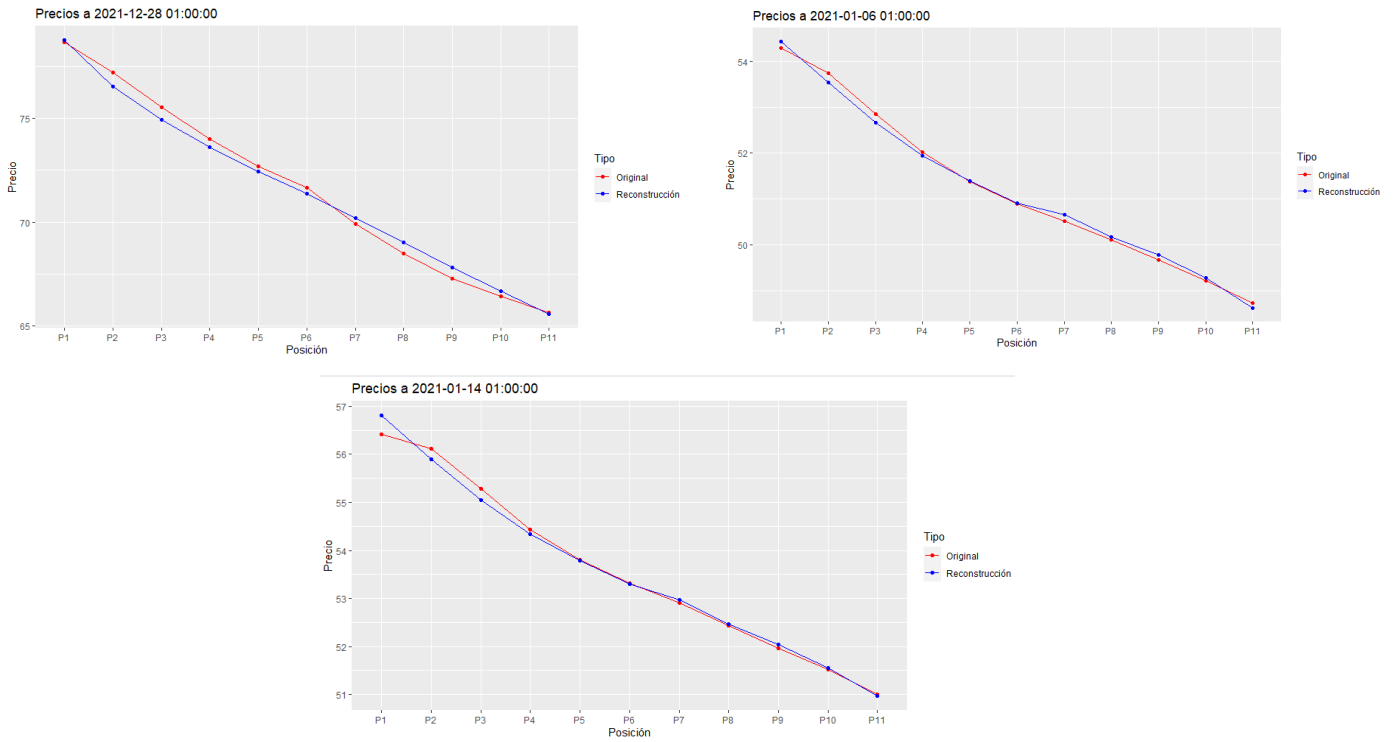 Precios a 2021-12-28 01:00:00
75
70
65
Precio
P1 P2 P3 P4 P5 P6 P7 P8 P9 P10 P11
Posición
Tipo
Original
Reconstrucción
Precios a 2021-01-06 01:00:00
54
52
50
Precio
P1 P2 P3 P4 P5 P6 P7 P8 P9 P10 P11
Posición
Tipo
Original
Reconstrucción
Precios a 2021-01-14 01:00:00
57
56
55
54
53
52
51
Precio
P1 P2 P3 P4 P5 P6 P7 P8 P9 P10 P11
Posición
Tipo
Original
Reconstrucción